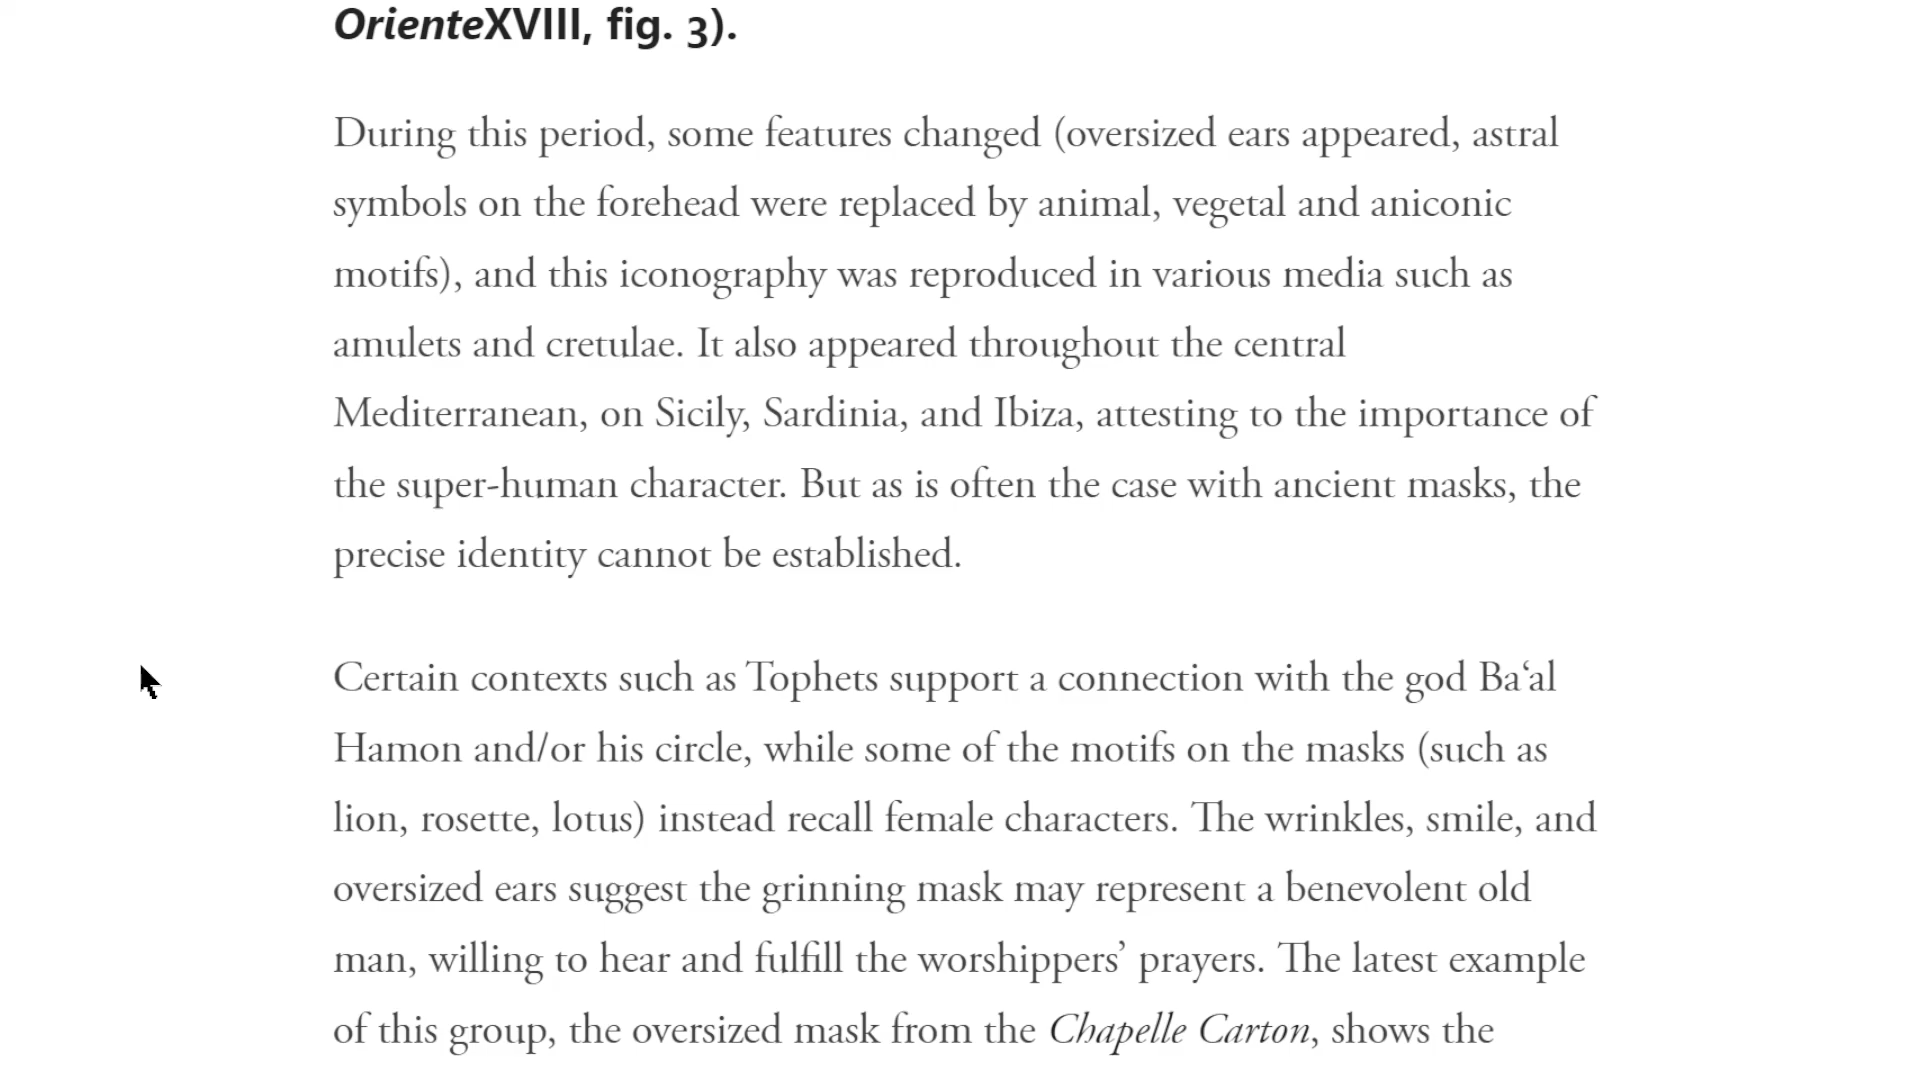 OrienteXVIII, fig. 3).
During this period, some features changed (oversized ears appeared, astral
symbols on the forehead were replaced by animal, vegetal and aniconic
motifs), and this iconography was reproduced in various media such as
amulets and cretulae. It also appeared throughout the central
Mediterranean, on Sicily, Sardinia, and Ibiza, attesting to the importance of
the super-human character. But as is often the case with ancient masks, the
precise identity cannot be established.
Certain contexts such as Tophets support a connection with the god Ba‘al
Hamon and/or his circle, while some of the motifs on the masks (such as
lion, rosette, lotus) instead recall female characters. The wrinkles, smile, and
oversized ears suggest the grinning mask may represent a benevolent old
man, willing to hear and fulfill the worshippers’ prayers. The latest example
of this group, the oversized mask from the Chapelle Carton, shows the